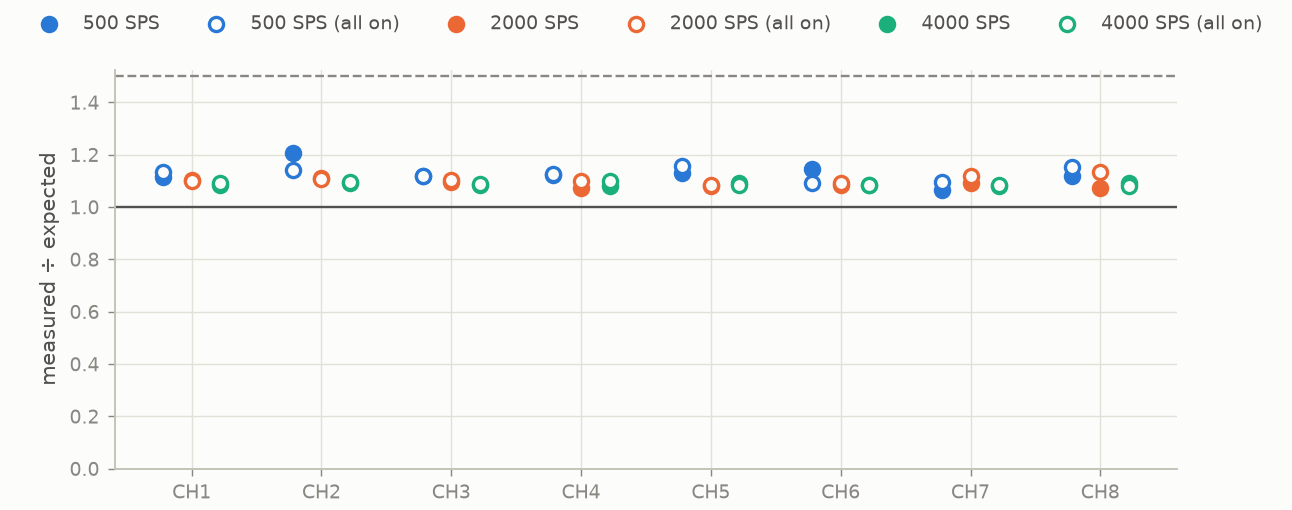 500 SPS 500 SPS (all on) 2000 SPS 2000 SPS (all on) 4000 SPS 4000 SPS (all on)
measured ÷ expected
1.4
1.2
1.0
0.8
0.6
0.4
0.2
0.0
CH1 CH2 CH3 CH4 CH5 CH6 CH7 CH8